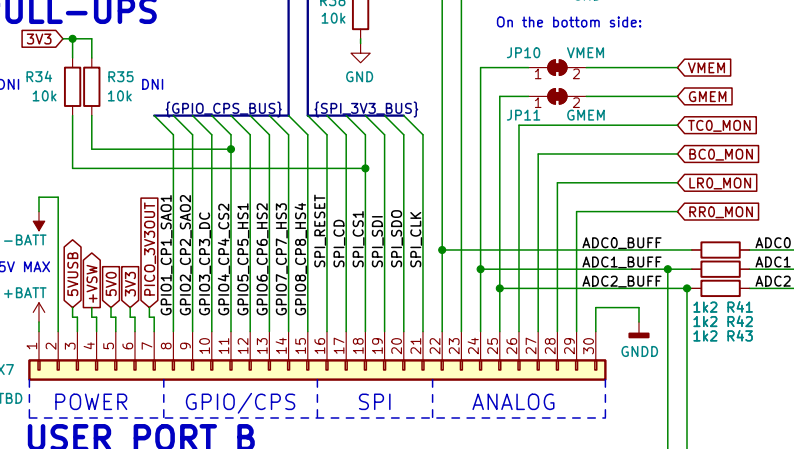 PULL-UPS
R38
10k
GND
On the bottom side:
3V3
DNI
R34
10k
R35
10k
DNI
JP10
VMEM
1
2
VMEM
1
2
GMEM
JP11
GMEM
{GPIO_CPS_BUS}
{SPI_3V3_BUS}
TC0_MON
BC0_MON
LR0_MON
RR0_MON
-BATT
5V MAX
+BATT
5VUSB
+VSW
5V0
3V3
PICO_3V3OUT
GPIO1_CP1_SAO1
GPIO2_CP2_SAO2
GPIO3_CP3_DC
GPIO4_CP4_CS2
GPIO5_CP5_HS1
GPIO6_CP6_HS2
GPIO7_CP7_HS3
GPIO8_CP8_HS4
SPI_RESET
SPI_CD
SPI_CS1
SPI_SDI
SPI_SDO
SPI_CLK
ADC0_BUFF
ADC0
ADC1_BUFF
ADC1
ADC2_BUFF
ADC2
1k2 R41
1k2 R42
1k2 R43
GNDD
1 2 3 4 5 6 7 8 9 10 11 12 13 14 15 16 17 18 19 20 21 22 23 24 25 26 27 28 29 30
X7
TBD
POWER
GPIO/CPS
SPI
ANALOG
USER PORT B